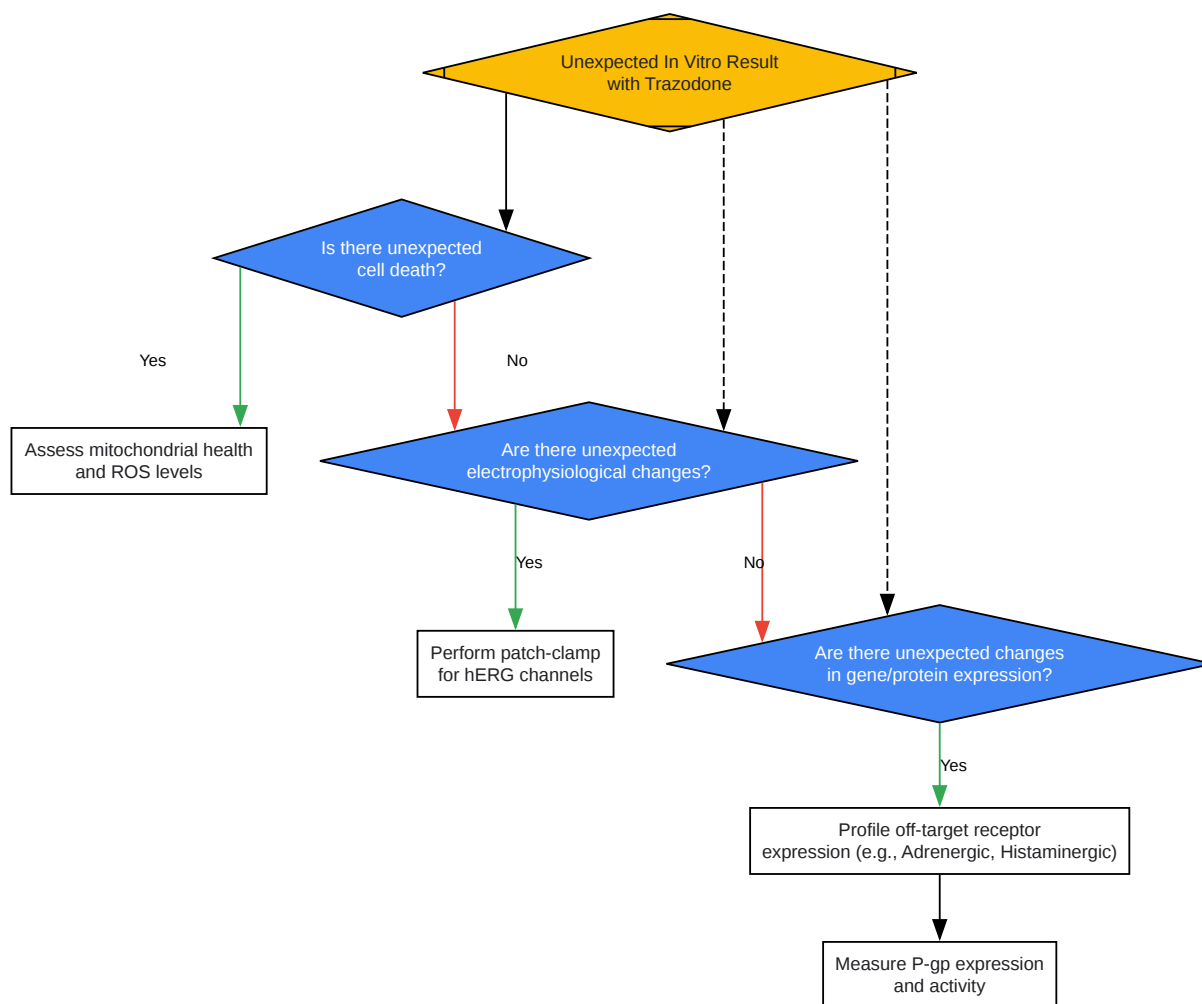 Unexpected In Vitro Result
with Trazodone
Is there unexpected
cell death?
Yes
No
Assess mitochondrial health
and ROS levels
Are there unexpected
electrophysiological changes?
Yes
No
Perform patch-clamp
for hERG channels
Are there unexpected changes
in gene/protein expression?
Yes
Profile off-target receptor
expression (e.g., Adrenergic, Histaminergic)
Measure P-gp expression
and activity